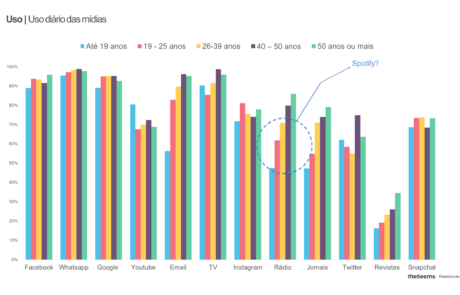 Uso | Uso diário das mídias
Até 19 anos 19 - 25 anos 26-39 anos 40 – 50 anos 50 anos ou mais
Spotify?
100%
90%
80%
70%
60%
50%
40%
30%
20%
10%
0%
Facebook Whatsapp Google Youtube Email TV Instagram Rádio Jornais Twitter Revistas Snapchat
meseems